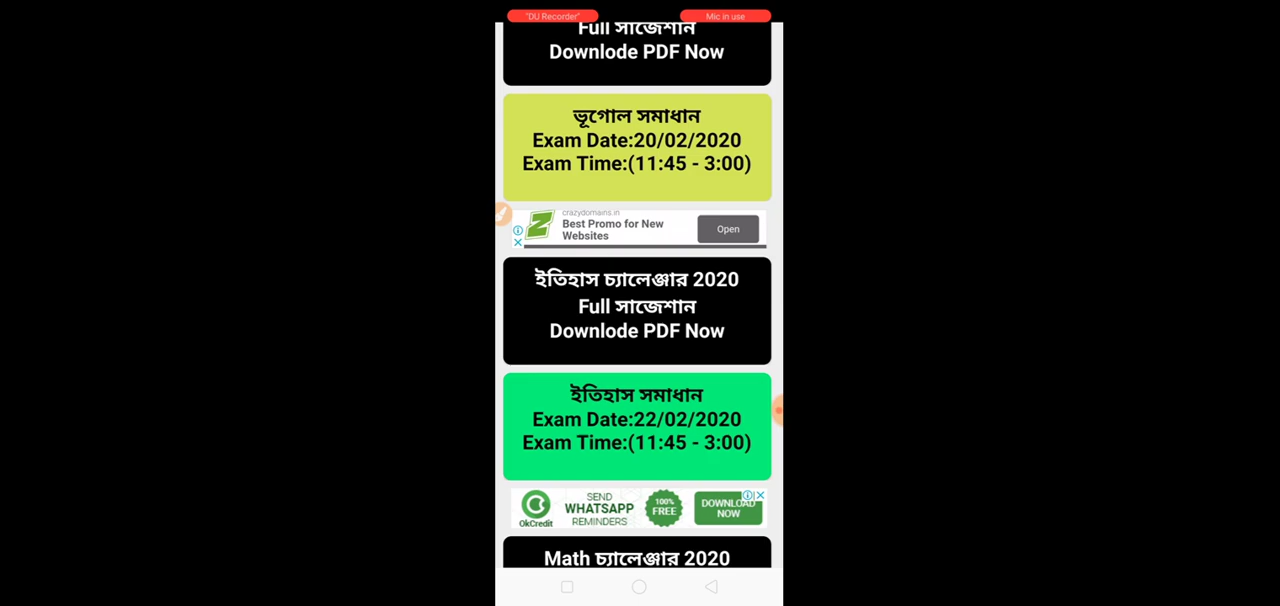 "DU Recorder"
Mic in use
Full সাজেশান
Downlode PDF Now
ভূগোল সমাধান
Exam Date:20/02/2020
Exam Time:(11:45 - 3:00)
crazydomains.in
Best Promo for New
Websites
Open
ইতিহাস চ্যালেঞ্জার 2020
Full সাজেশান
Downlode PDF Now
ইতিহাস সমাধান
Exam Date:22/02/2020
Exam Time:(11:45 - 3:00)
OkCredit
SEND
WHATSAPP
REMINDERS
100%
FREE
DOWNLOAD
NOW
Math চ্যালেঞ্জার 2020